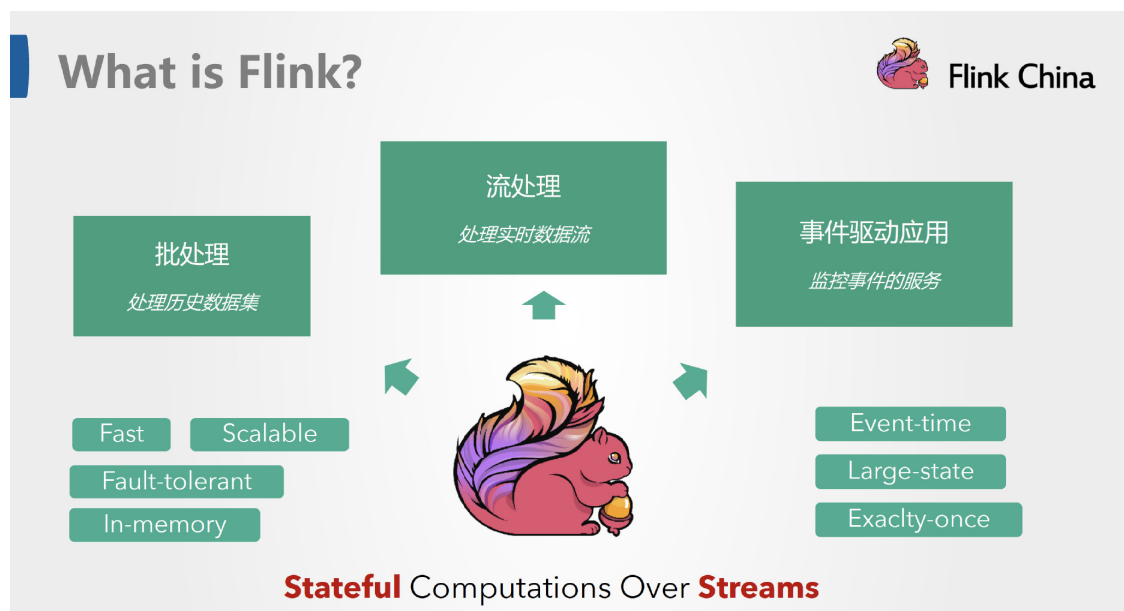 What is Flink?
Flink China
流处理
处理实时数据流
批处理
处理历史数据集
事件驱动应用
监控事件的服务
Fast
Scalable
Fault-tolerant
In-memory
Event-time
Large-state
Exaclty-once
Stateful Computations Over Streams